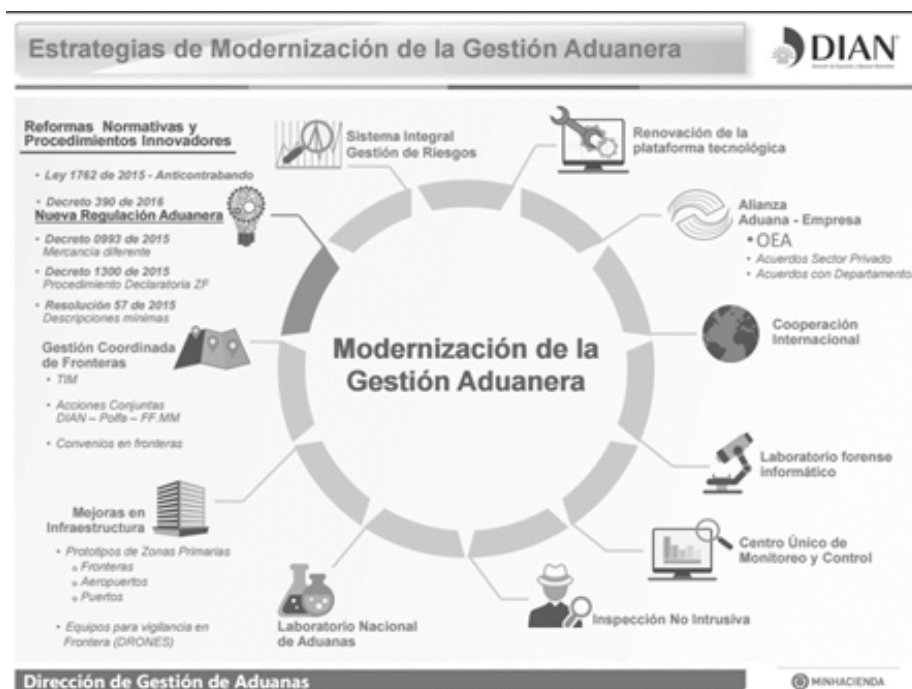 Estrategias de Modernización de la Gestión Aduanera
DIAN
Reformas Normativas y
Procedimientos Innovadores
• Ley 1762 de 2015 - Anticontrabando
• Decreto 390 de 2016
Nueva Regulación Aduanera
• Decreto 0993 de 2015
Mercancia diferente
• Decreto 1300 de 2015
Procedimiento Declaratoria ZF
• Resolución 57 de 2015
Descripciones mínimas
Gestión Coordinada
de Fronteras
• TIM
• Acciones Conjuntas
DIAN – Polfa – FF.MM
• Convenios en fronteras
Mejoras en
Infraestructura
• Prototipos de Zonas Primarias
o Fronteras
o Aeropuertos
o Puertos
• Equipos para vigilancia en
Frontera (DRONES)
Sistema Integral
Gestión de Riesgos
Renovación de la
plataforma tecnológica
Alianza
Aduana - Empresa
• OEA
• Acuerdos Sector Privado
• Acuerdos con Departamento
Cooperación
Internacional
Laboratorio forense
informático
Centro Único de
Monitoreo y Control
Inspección No Intrusiva
Laboratorio Nacional
de Aduanas
Modernización de la
Gestión Aduanera
Dirección de Gestión de Aduanas
MINHACIENDA